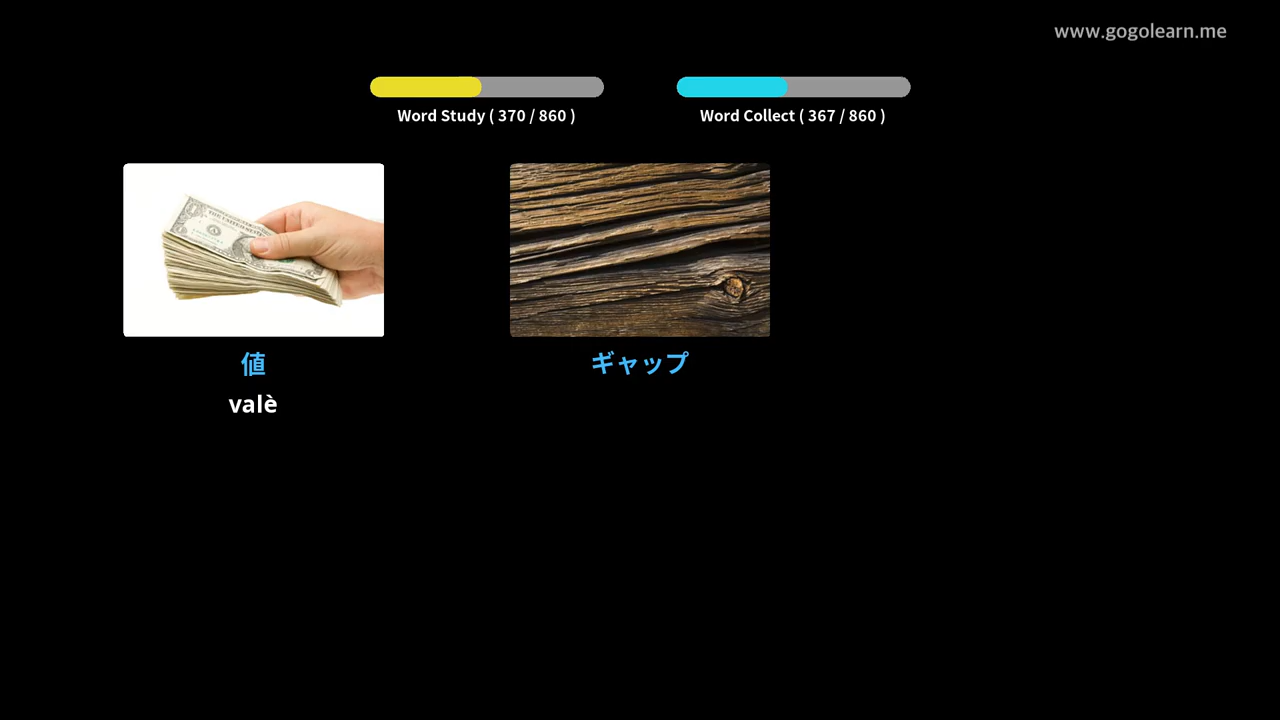 www.gogolearn.me
Word Study ( 370 / 860 )
Word Collect ( 367 / 860 )
値
valè
ギャップ